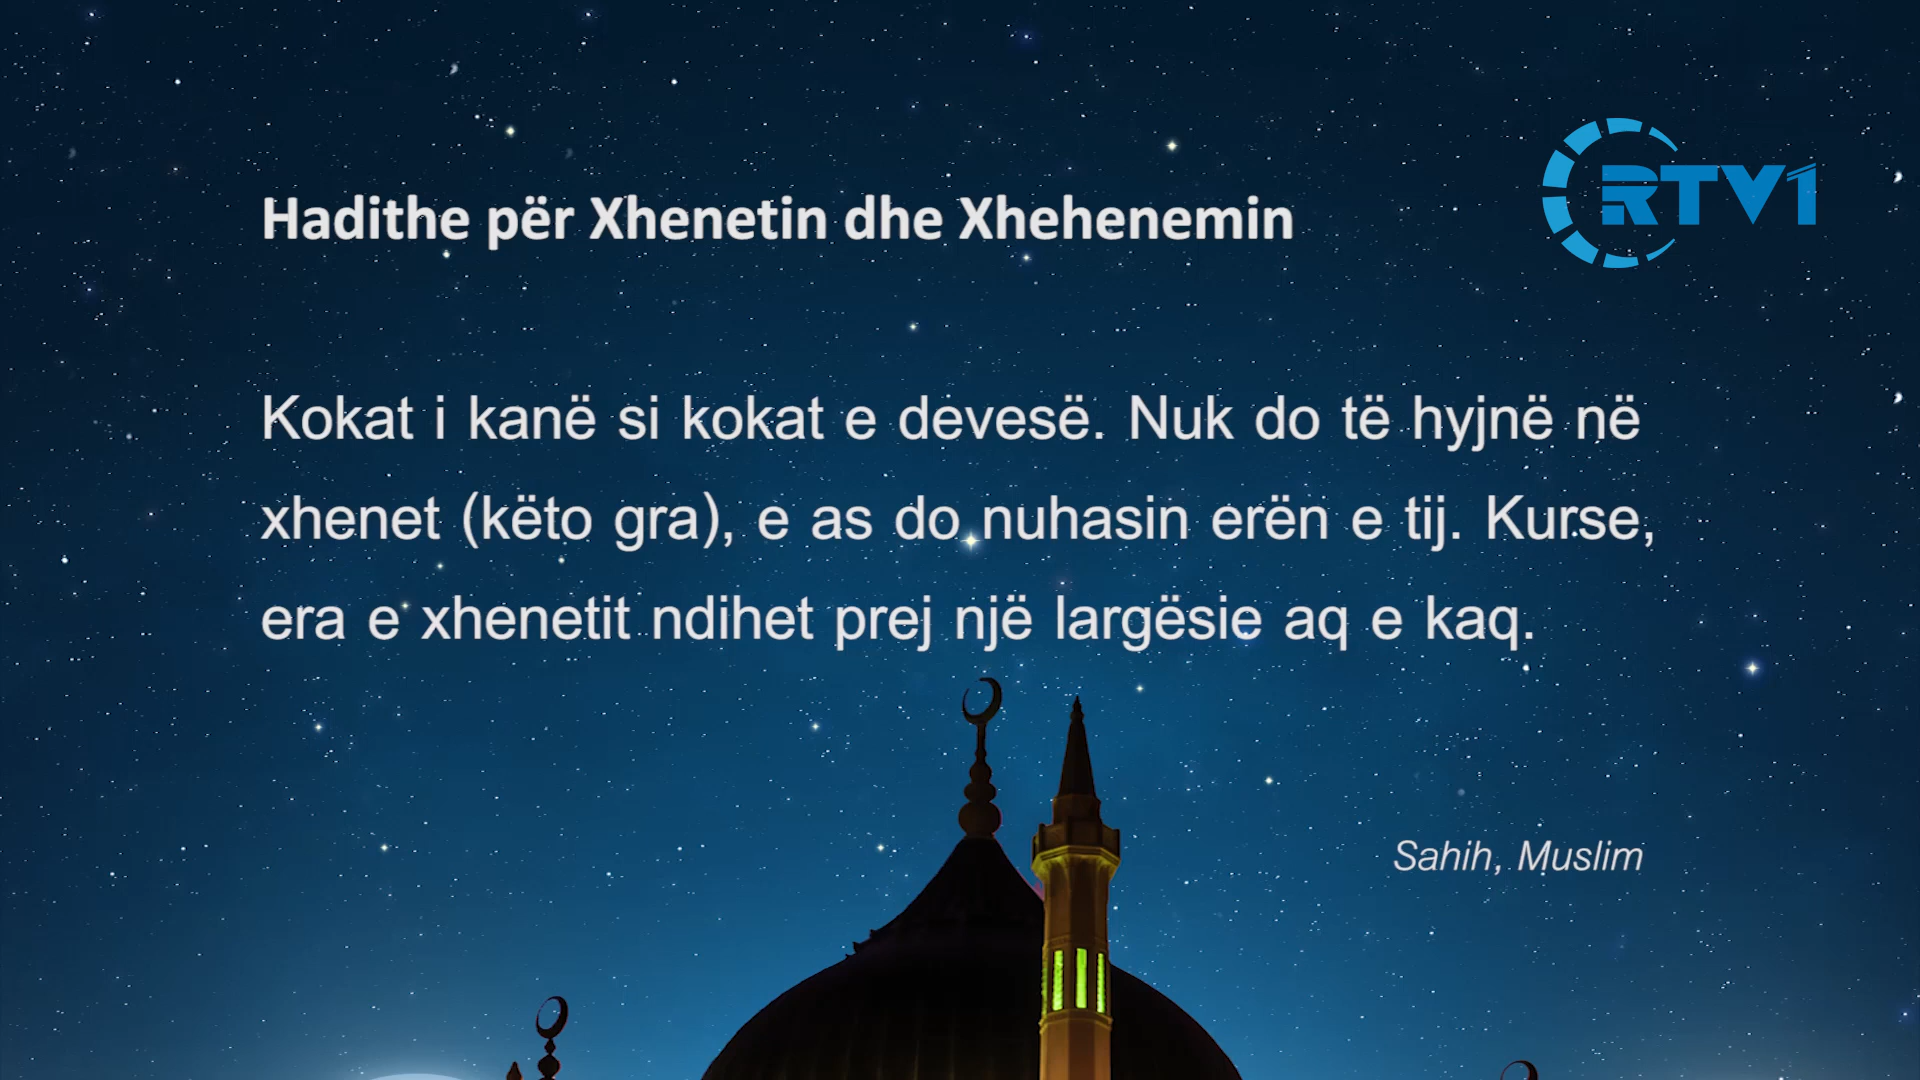 RTV1
Hadithe për Xhenetin dhe Xhehenemin
Kokat i kanë si kokat e devesë. Nuk do të hyjnë në
xhenet (këto gra), e as do nuhasin erën e tij. Kurse,
era e xhenetit ndihet prej një largësie aq e kaq.
Sahih, Muslim